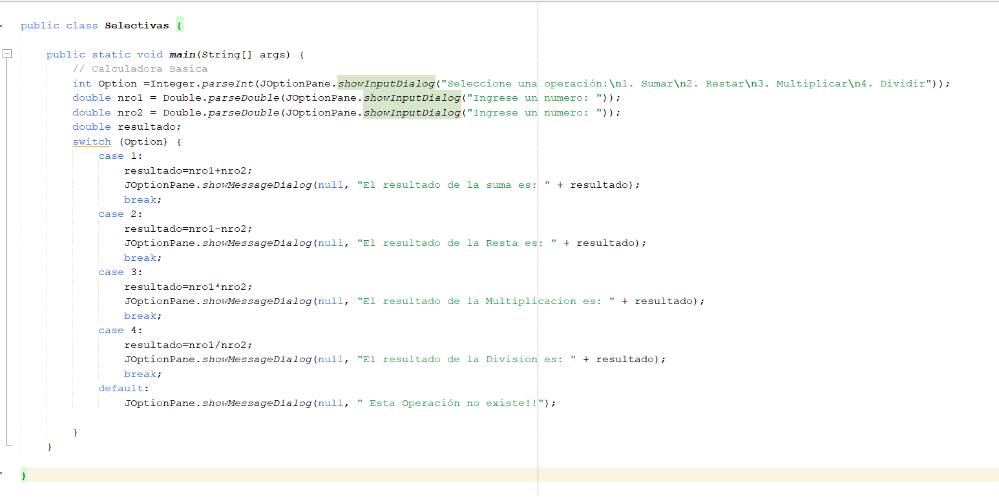 public class Selectivas {
public static void main(String[] args) {
// Calculadora Basica
int Option =Integer.parseInt(JOptionPane.showInputDialog("Seleccione una operación:\n1. Sumar\n2. Restar\n3. Multiplicar\n4. Dividir"));
double nro1 = Double.parseDouble(JOptionPane.showInputDialog("Ingrese un numero: "));
double nro2 = Double.parseDouble(JOptionPane.showInputDialog("Ingrese un numero: "));
double resultado;
switch (Option) {
case 1:
resultado=nro1+nro2;
JOptionPane.showMessageDialog(null, "El resultado de la suma es: " + resultado);
break;
case 2:
resultado=nro1-nro2;
JOptionPane.showMessageDialog(null, "El resultado de la Resta es: " + resultado);
break;
case 3:
resultado=nro1*nro2;
JOptionPane.showMessageDialog(null, "El resultado de la Multiplicacion es: " + resultado);
break;
case 4:
resultado=nro1/nro2;
JOptionPane.showMessageDialog(null, "El resultado de la Division es: " + resultado);
break;
default:
JOptionPane.showMessageDialog(null, " Esta Operación no existe!!");
}
}
}